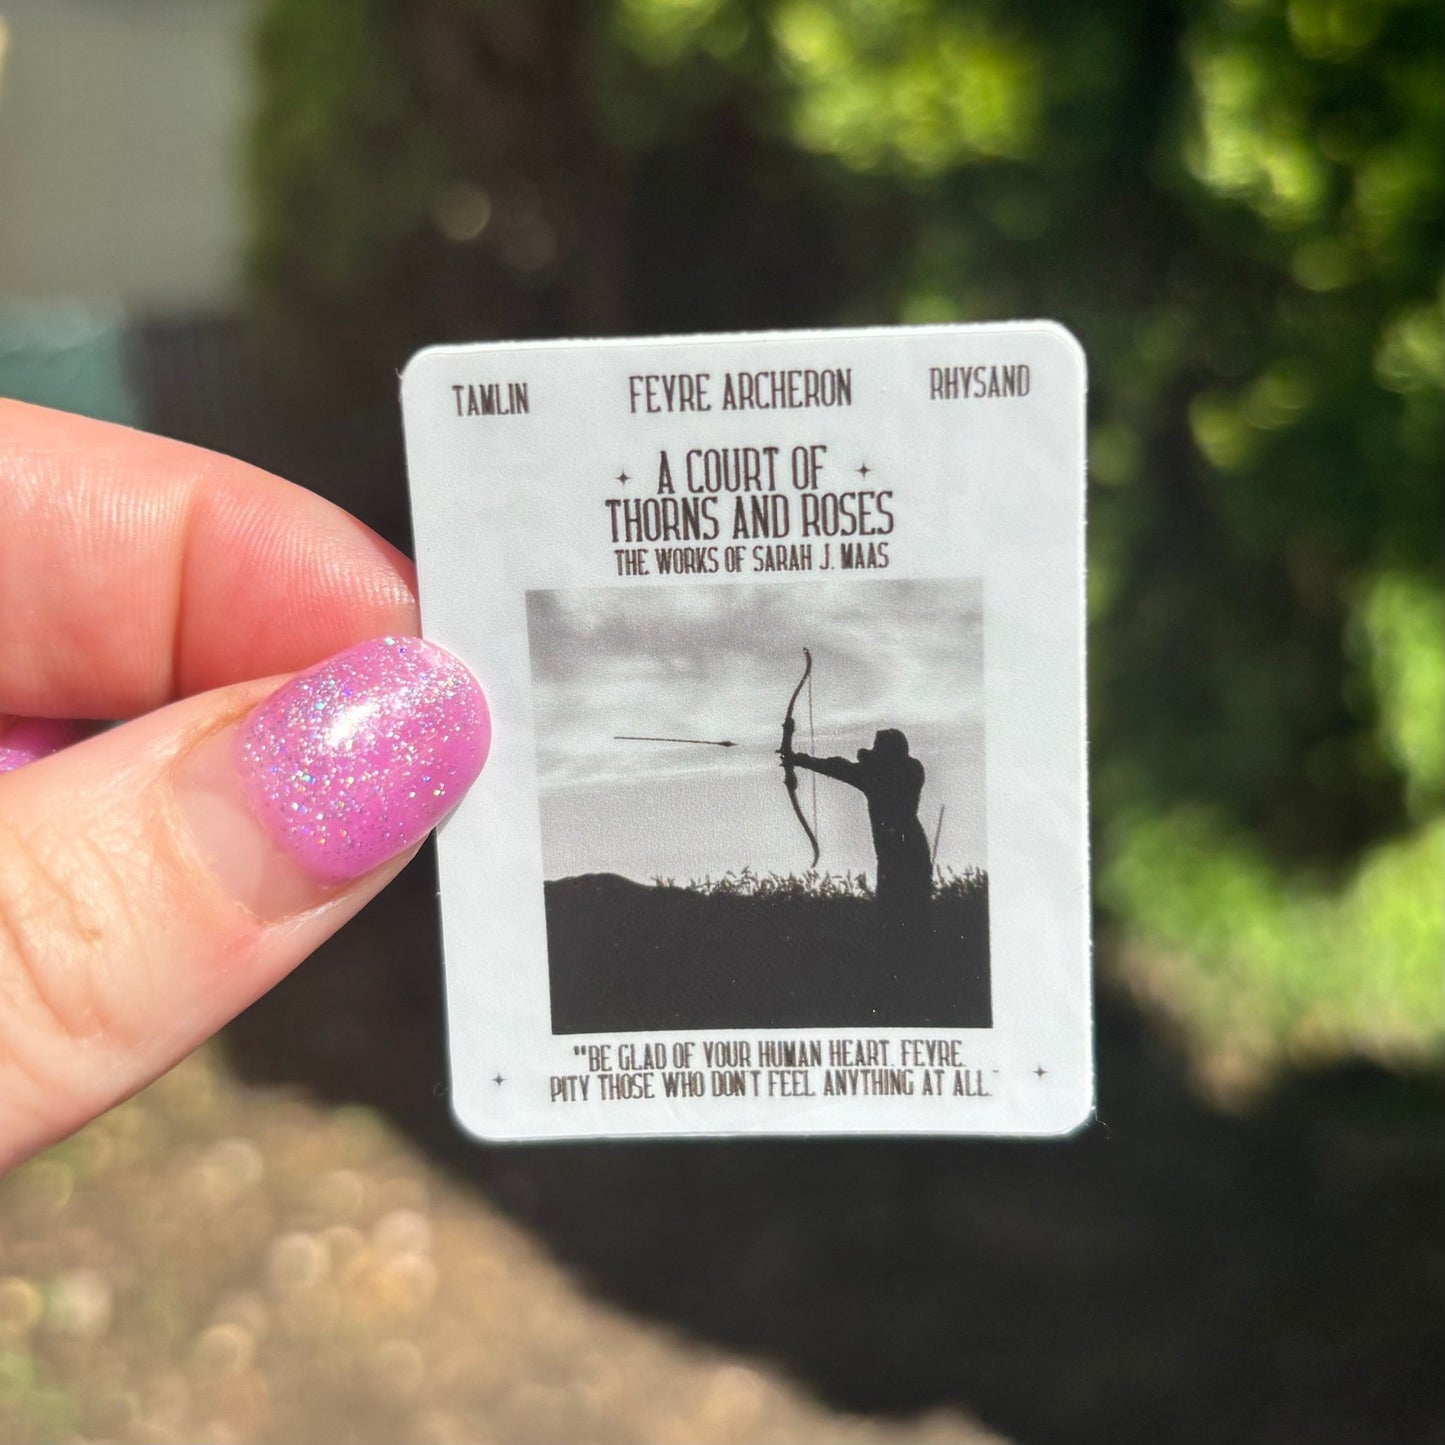 TAMLIN FEYRE ARCHERON RHYSAND
A COURT OF
THORNS AND ROSES
THE WORKS OF SARAH J. MAAS
"BE GLAD OF YOUR HUMAN HEART, FEYRE.
PITY THOSE WHO DON'T FEEL ANYTHING AT ALL"